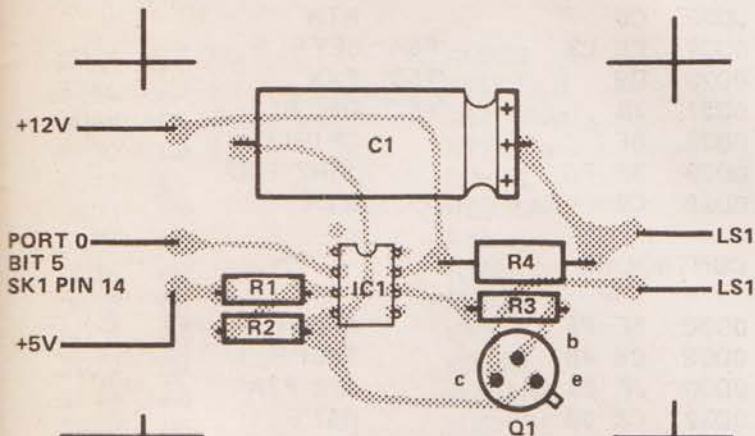 +12V
C1
+
+
+
PORT 0
BIT 5
SK1 PIN 14
LS1
R4
LS1
R1
IC1
R3
R2
+5V
b
c
e
Q1